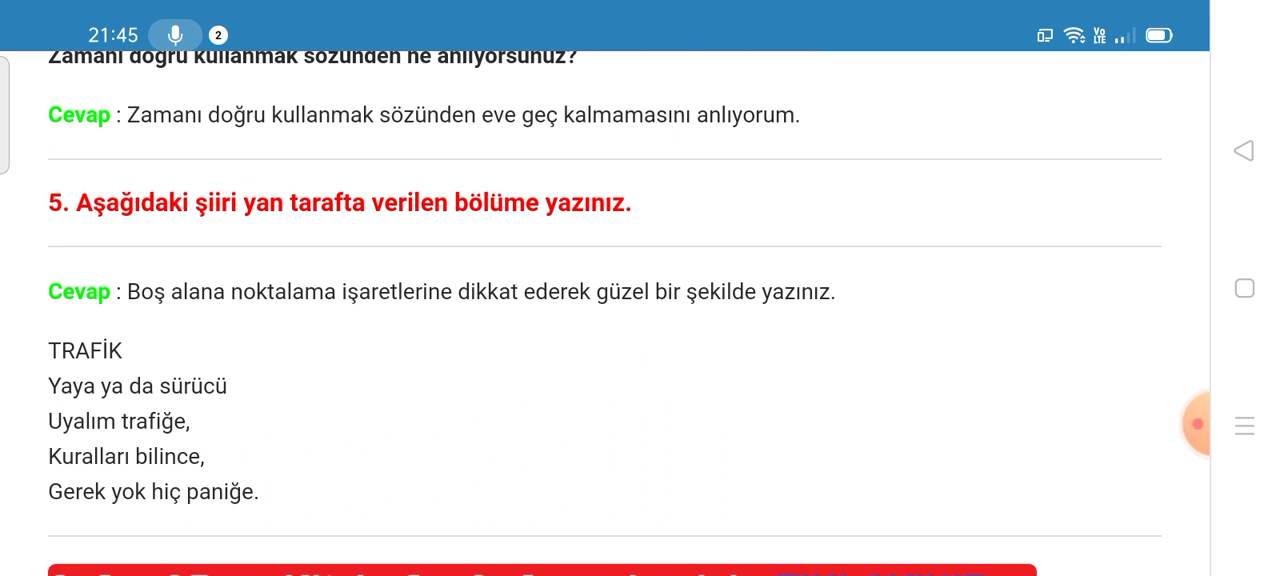 21:45
2
Zamanı doğru kullanmak sözünden ne anlıyorsunuz?
Cevap : Zamanı doğru kullanmak sözünden eve geç kalmamasını anlıyorum.
5. Aşağıdaki şiiri yan tarafta verilen bölüme yazınız.
Cevap : Boş alana noktalama işaretlerine dikkat ederek güzel bir şekilde yazınız.
TRAFİK
Yaya ya da sürücü
Uyalım trafiğe,
Kuralları bilince,
Gerek yok hiç paniğe.